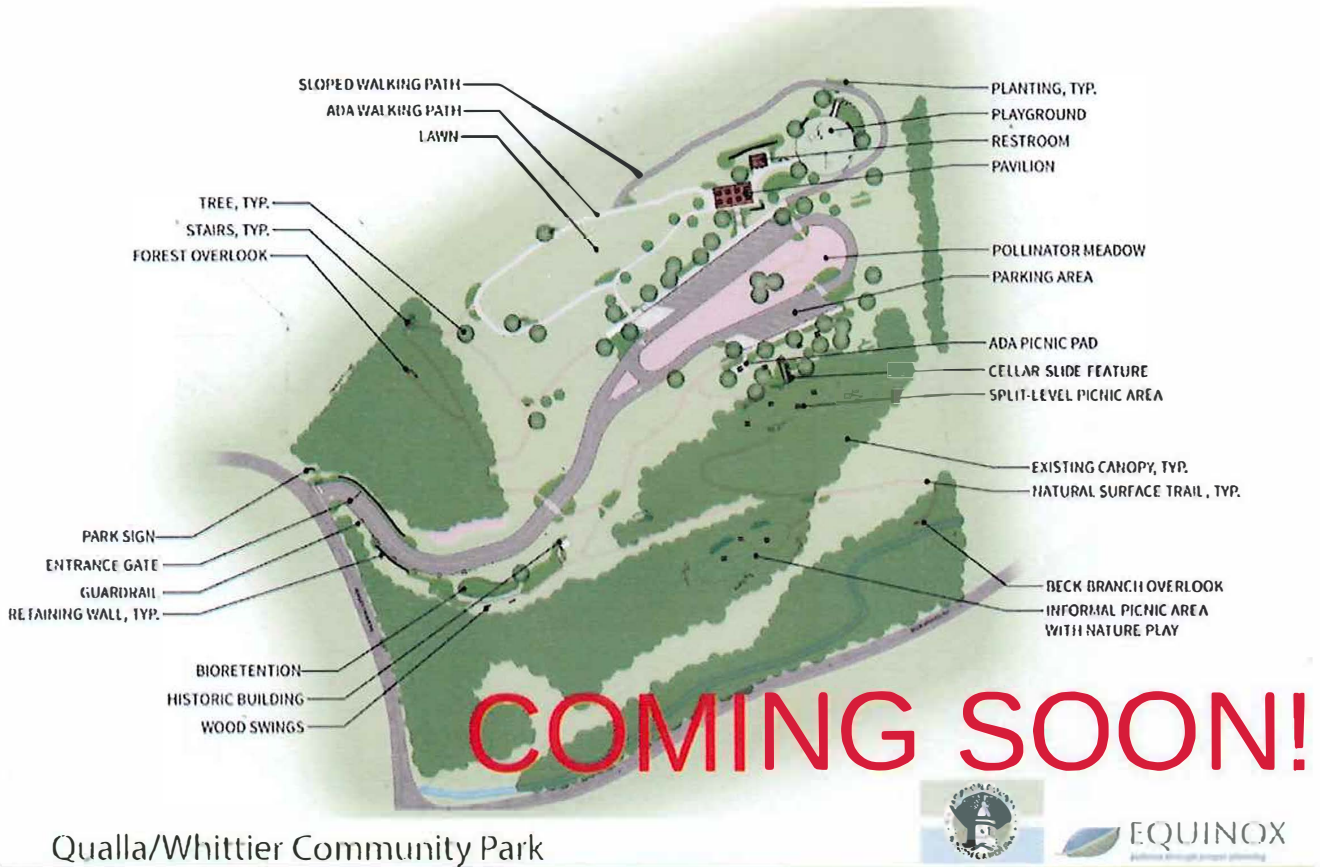 SLOPED WALKING PATH
ADA WALKING PATH
LAWN
TREE, TYP.
STAIRS, TYP.
FOREST OVERLOOK
PARK SIGN
ENTRANCE GATE
GUARDRAIL
RETAINING WALL, TYP.
BIORETENTION
HISTORIC BUILDING
WOOD SWINGS
PLANTING, TYP.
PLAYGROUND
RESTROOM
PAVILION
POLLINATOR MEADOW
PARKING AREA
ADA PICNIC PAD
CELLAR SLIDE FEATURE
SPLIT-LEVEL PICNIC AREA
EXISTING CANOPY, TYP.
NATURAL SURFACE TRAIL, TYP.
BECK BRANCH OVERLOOK
INFORMAL PICNIC AREA
WITH NATURE PLAY
COMING SOON!
Qualla/Whittier Community Park
EQUINOX